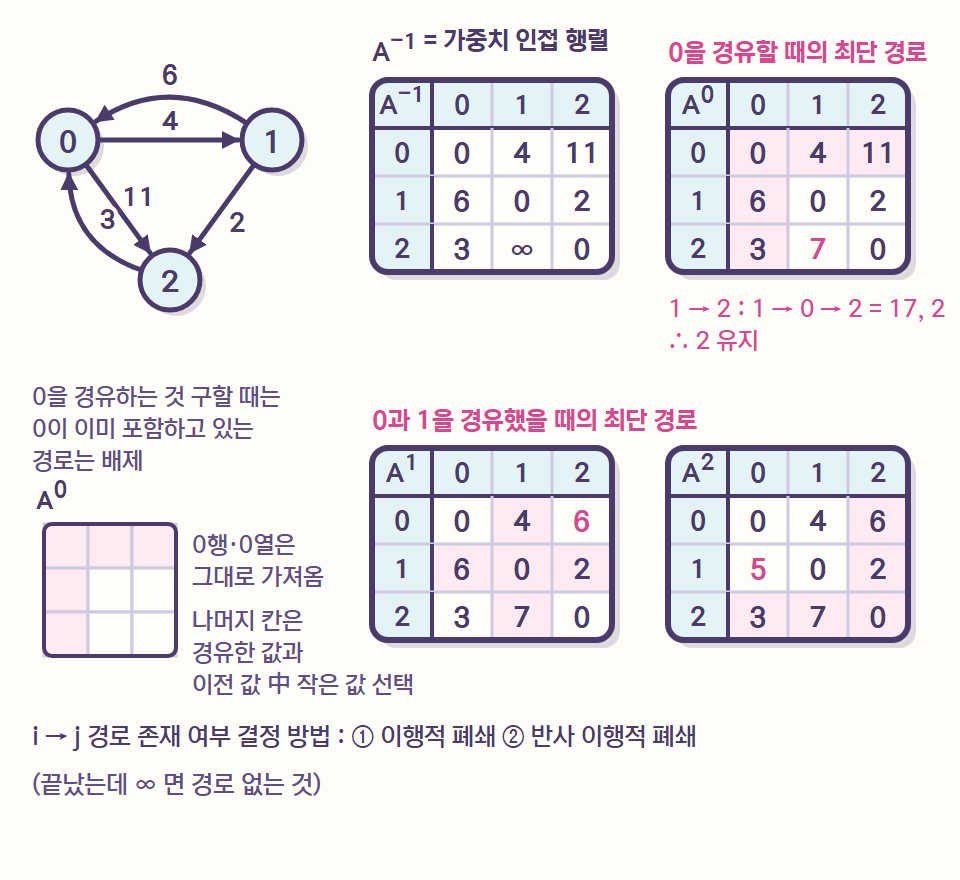 6
4
0
1
11
3
2
2
A⁻¹ = 가중치 인접 행렬
A⁻¹ 0 1 2
0 0 4 11
1 6 0 2
2 3 ∞ 0
0을 경유할 때의 최단 경로
A⁰ 0 1 2
0 0 4 11
1 6 0 2
2 3 7 0
1 → 2 : 1 → 0 → 2 = 17, 2
∴ 2 유지
0을 경유하는 것 구할 때는
0이 이미 포함하고 있는
경로는 배제
A⁰
0행·0열은
그대로 가져옴
나머지 칸은
경유한 값과
이전 값 中 작은 값 선택
0과 1을 경유했을 때의 최단 경로
A¹ 0 1 2
0 0 4 6
1 6 0 2
2 3 7 0
A² 0 1 2
0 0 4 6
1 5 0 2
2 3 7 0
i → j 경로 존재 여부 결정 방법 : ① 이행적 폐쇄 ② 반사 이행적 폐쇄
(끝났는데 ∞ 면 경로 없는 것)